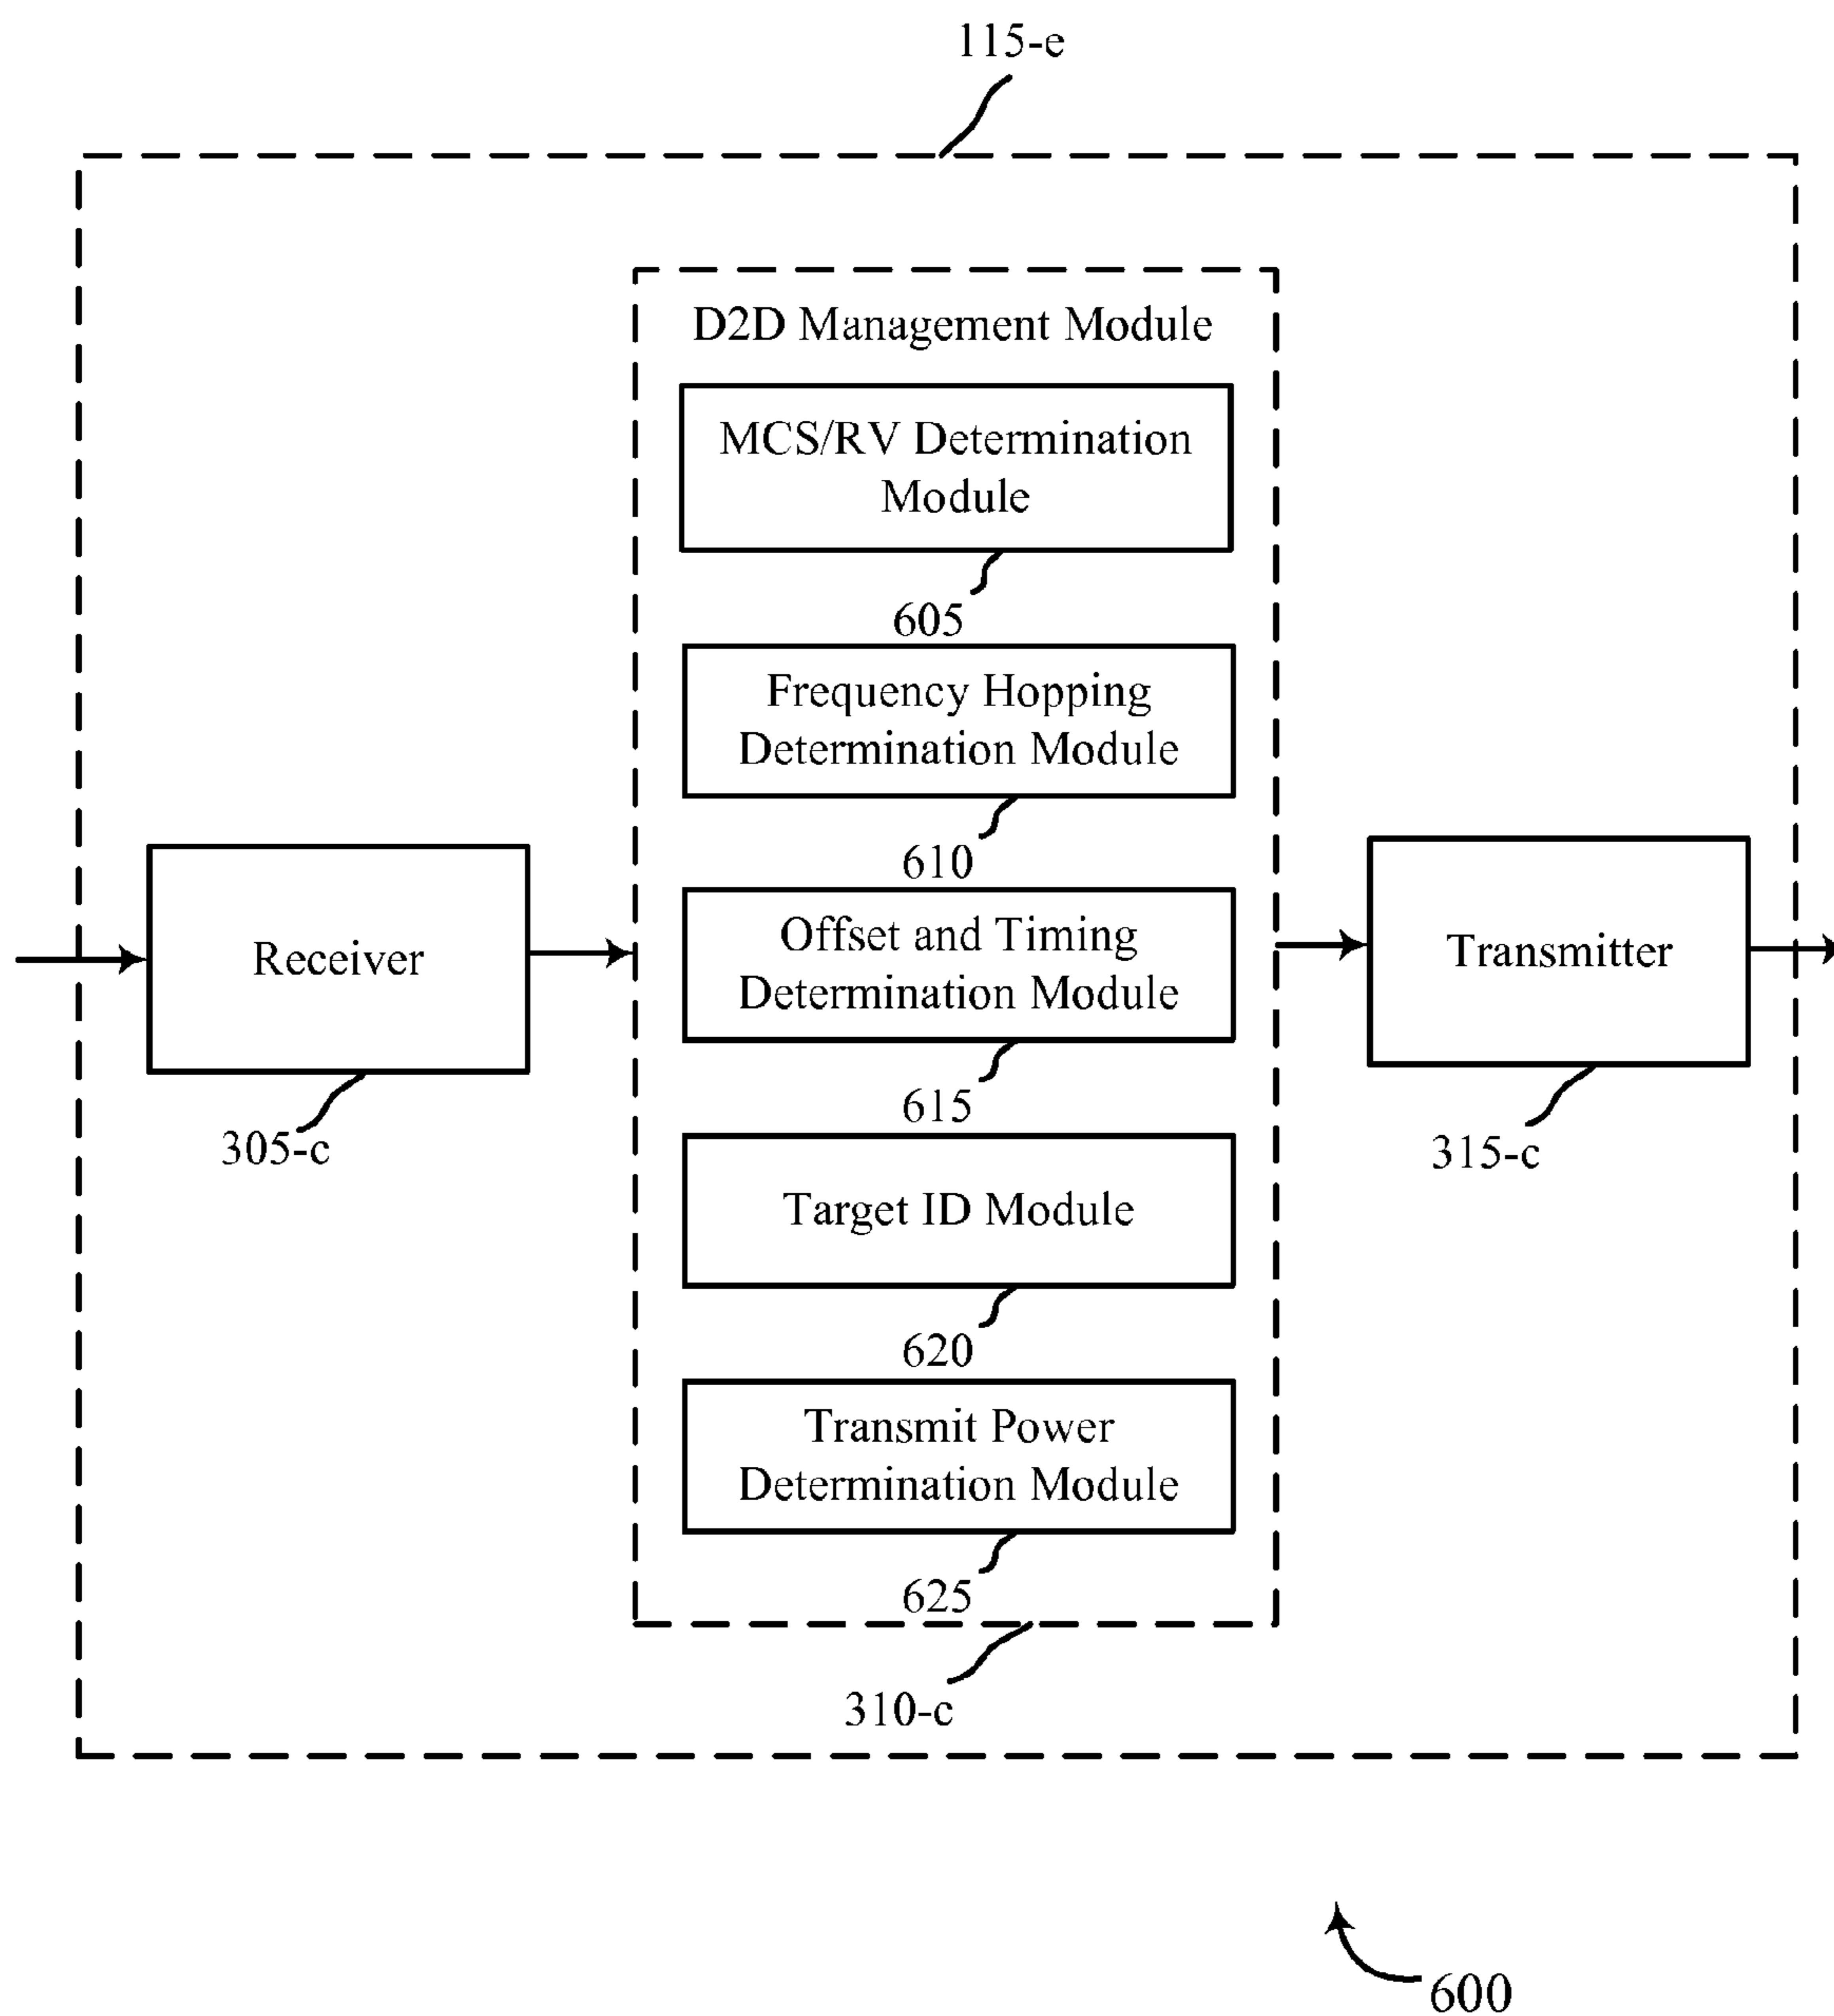 115-e
D2D Management Module
MCS/RV Determination
Module
605
Frequency Hopping
Determination Module
610
Receiver
305-c
Offset and Timing
Determination Module
615
Transmitter
315-c
Target ID Module
620
Transmit Power
Determination Module
625
310-c
600